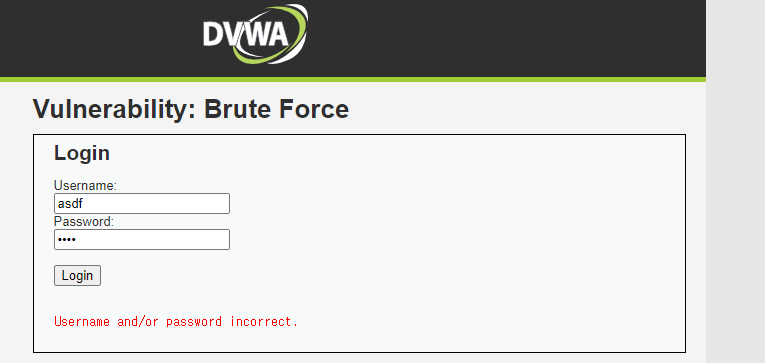 DVWA
Vulnerability: Brute Force
Login
Username:
asdf
Password:
••••
Login
Username and/or password incorrect.